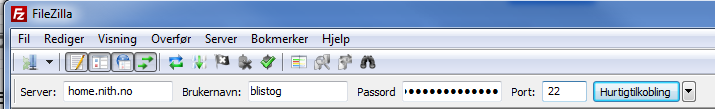 FileZilla
Fil Rediger Visning Overfør Server Bokmerker Hjelp
Server: home.nith.no Brukernavn: blistog Passord ●●●●●●●●●●●●●● Port: 22 Hurtigtilkobling